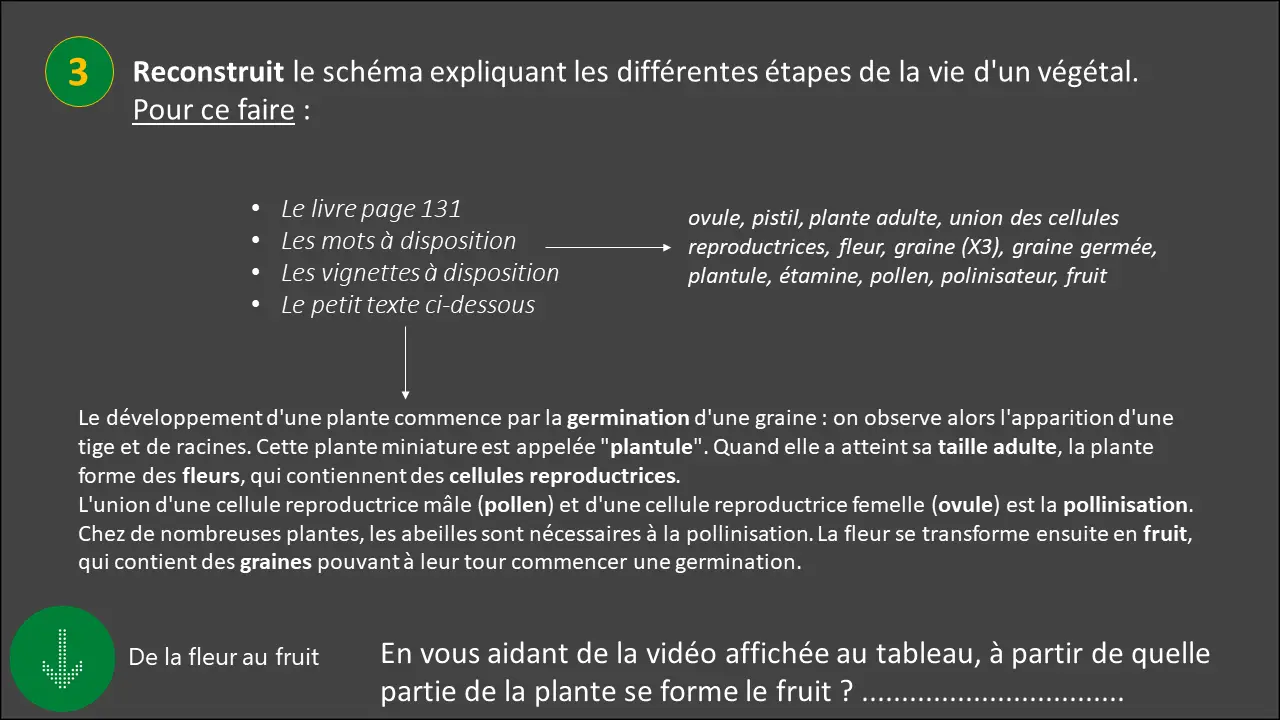 3
Reconstruit le schéma expliquant les différentes étapes de la vie d'un végétal.
Pour ce faire :
• Le livre page 131
• Les mots à disposition
• Les vignettes à disposition
• Le petit texte ci-dessous
ovule, pistil, plante adulte, union des cellules
reproductrices, fleur, graine (X3), graine germée,
plantule, étamine, pollen, polinisateur, fruit
Le développement d'une plante commence par la germination d'une graine : on observe alors l'apparition d'une
tige et de racines. Cette plante miniature est appelée "plantule". Quand elle a atteint sa taille adulte, la plante
forme des fleurs, qui contiennent des cellules reproductrices.
L'union d'une cellule reproductrice mâle (pollen) et d'une cellule reproductrice femelle (ovule) est la pollinisation.
Chez de nombreuses plantes, les abeilles sont nécessaires à la pollinisation. La fleur se transforme ensuite en fruit,
qui contient des graines pouvant à leur tour commencer une germination.
De la fleur au fruit
En vous aidant de la vidéo affichée au tableau, à partir de quelle
partie de la plante se forme le fruit ? .................................